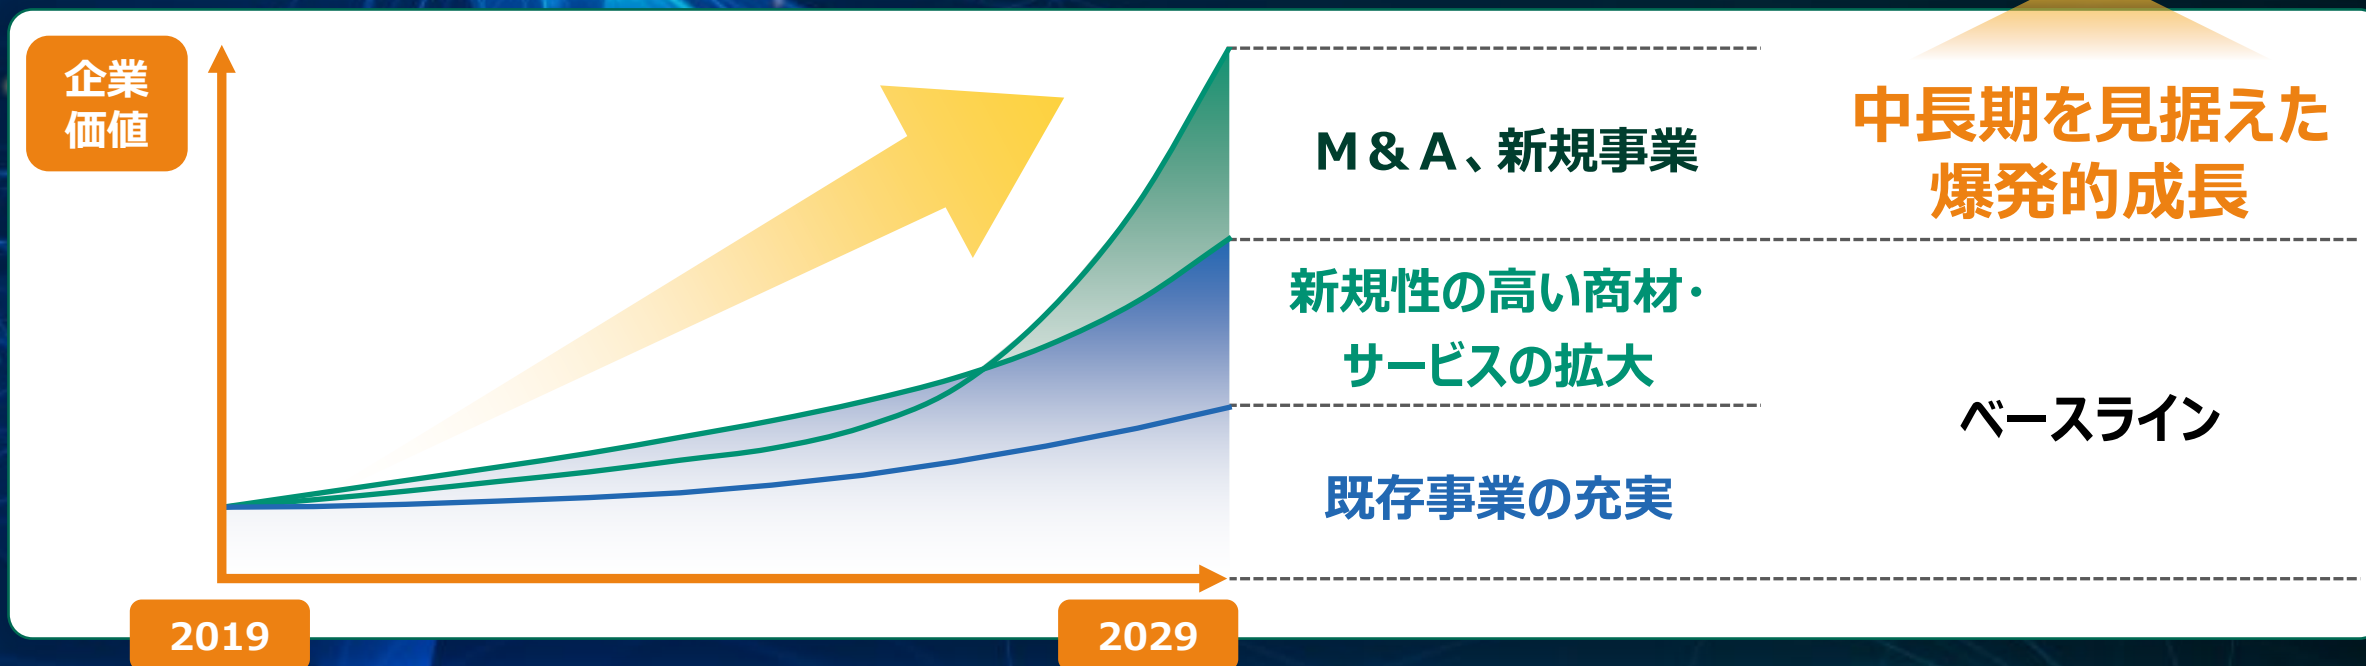 企業
価値
M&A、新規事業
中長期を見据えた
爆発的成長
新規性の高い商材・
サービスの拡大
ベースライン
既存事業の充実
2019
2029